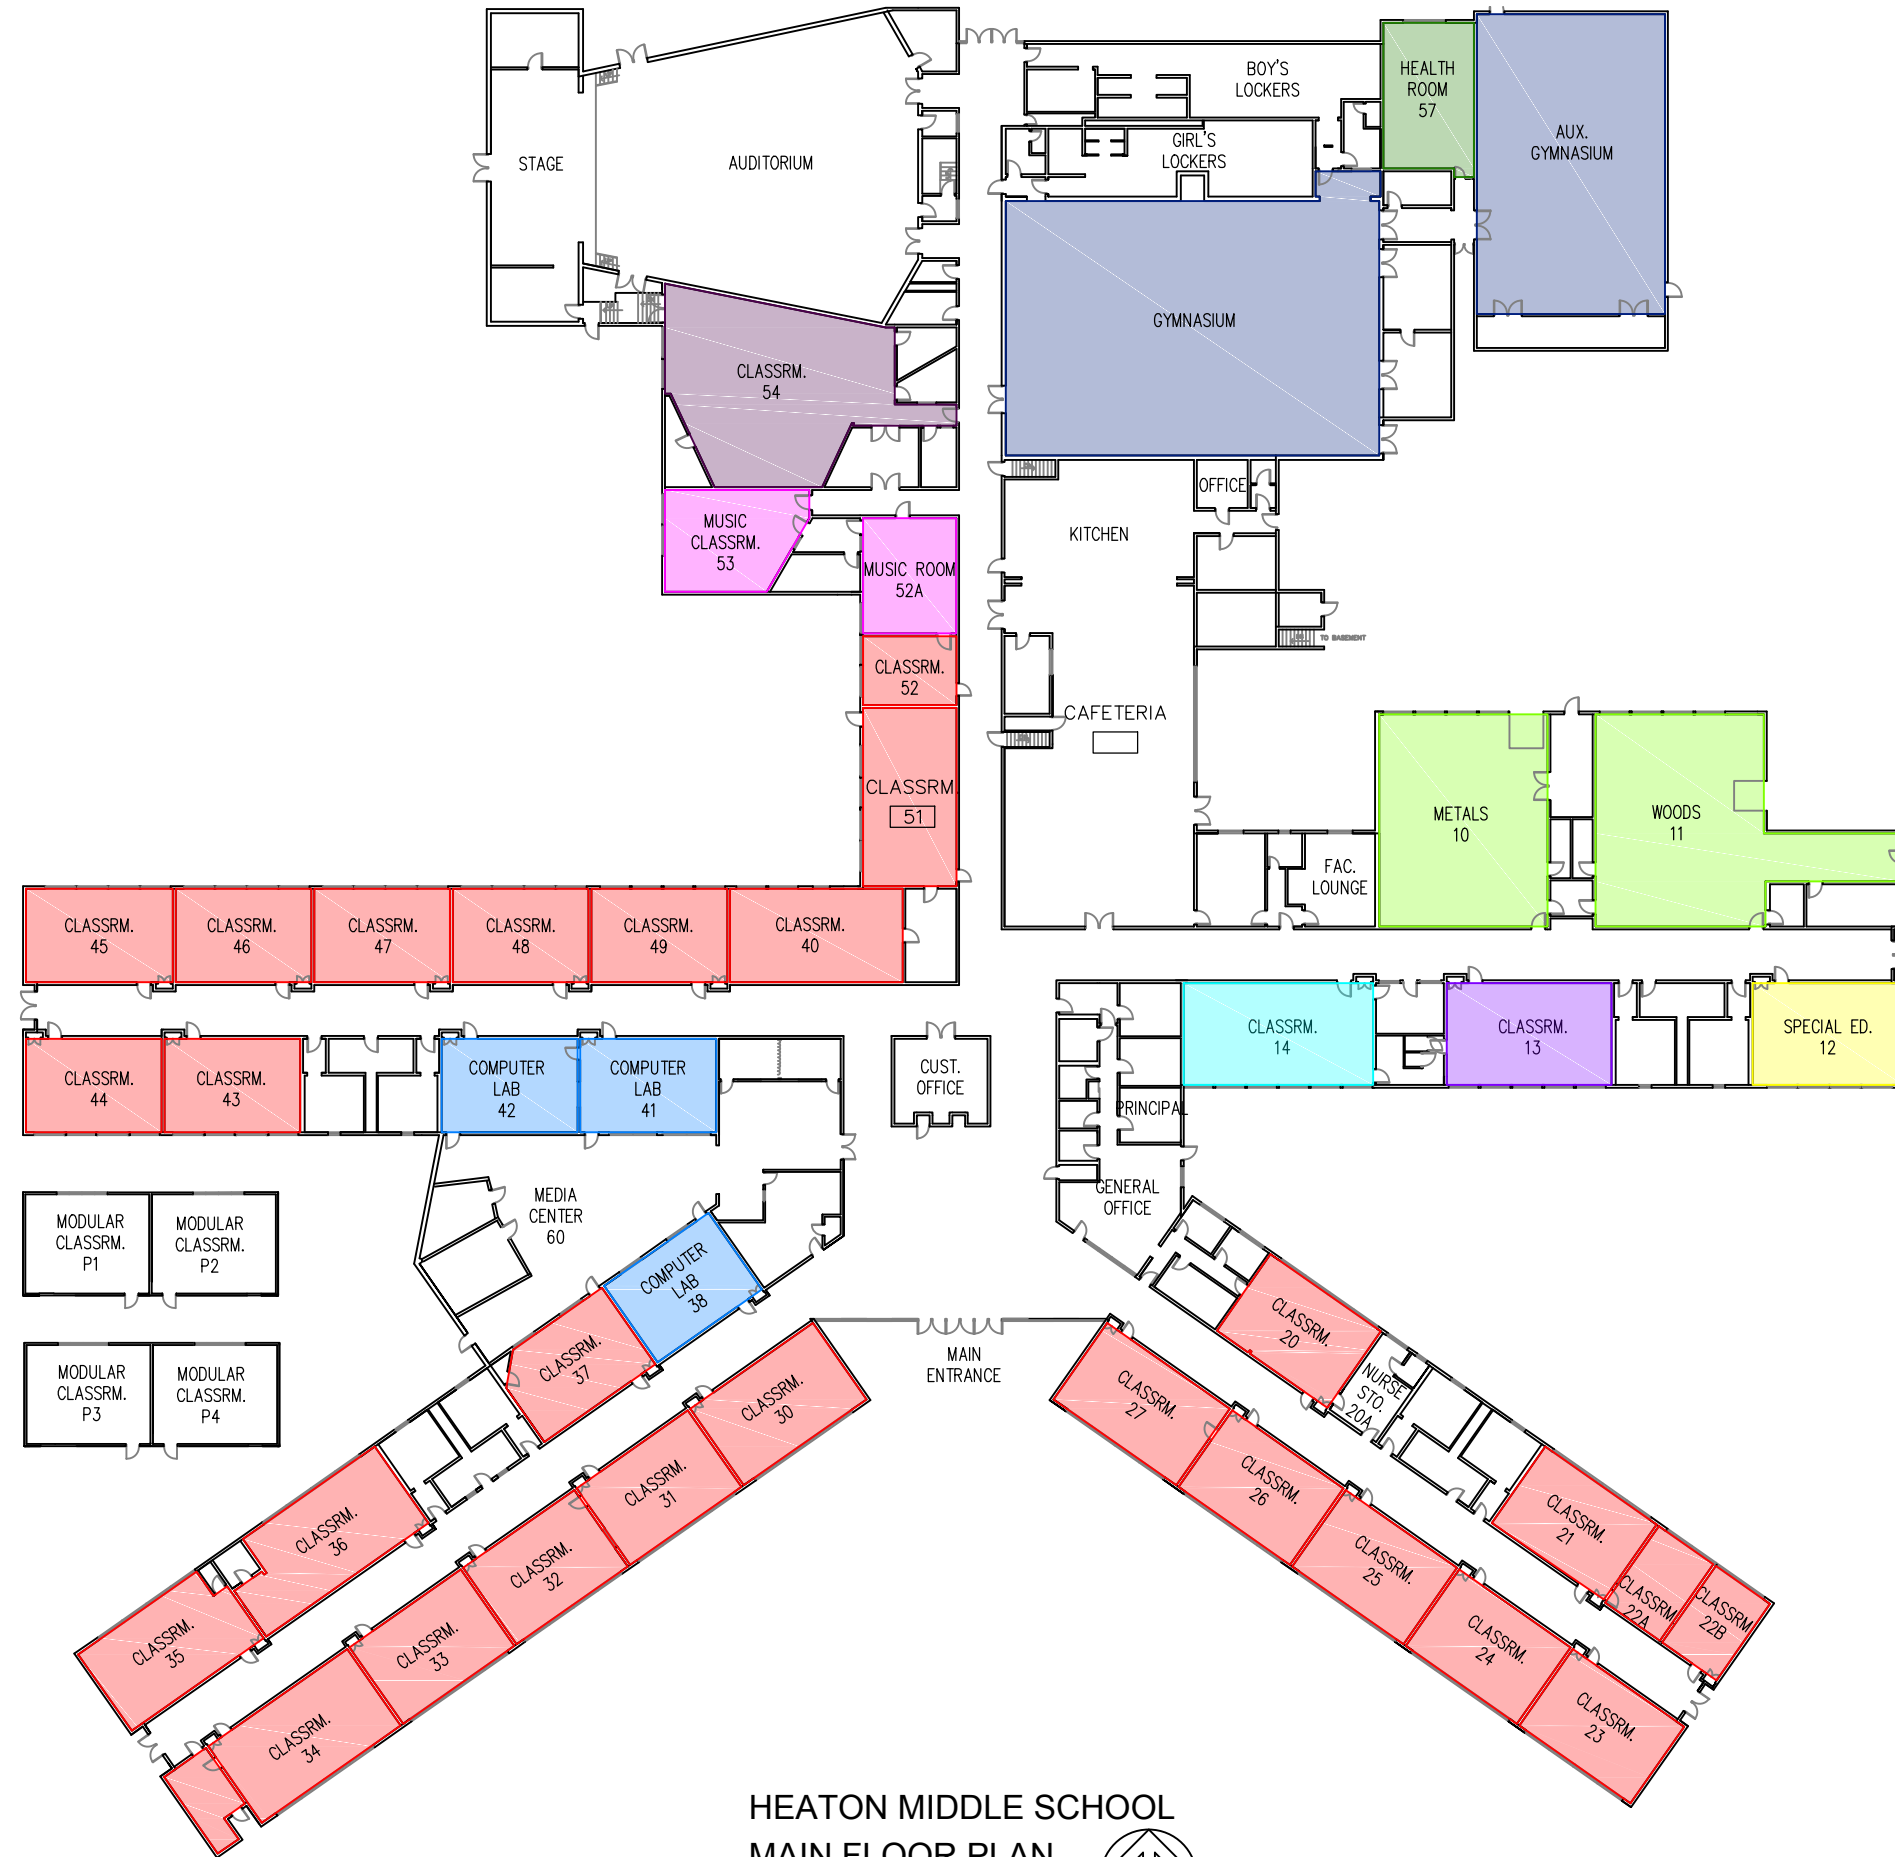 BOY'S
LOCKERS
HEALTH
ROOM
57
AUX.
GYMNASIUM
STAGE
AUDITORIUM
GIRL'S
LOCKERS
GYMNASIUM
CLASSRM.
54
OFFICE
MUSIC
CLASSRM.
53
KITCHEN
MUSIC ROOM
52A
TO BASEMENT
CLASSRM.
52
CAFETERIA
CLASSRM
51
METALS
10
WOODS
11
FAC.
LOUNGE
CLASSRM.
45
CLASSRM.
46
CLASSRM.
47
CLASSRM.
48
CLASSRM.
49
CLASSRM.
40
CLASSRM.
14
CLASSRM.
13
SPECIAL ED.
12
CLASSRM.
44
CLASSRM.
43
COMPUTER
LAB
42
COMPUTER
LAB
41
CUST.
OFFICE
PRINCIPAL
MEDIA
CENTER
60
GENERAL
OFFICE
MODULAR
CLASSRM.
P1
MODULAR
CLASSRM.
P2
COMPUTER
LAB
38
CLASSRM.
20
MODULAR
CLASSRM.
P3
MODULAR
CLASSRM.
P4
CLASSRM.
37
MAIN
ENTRANCE
NURSE
STO.
20A
CLASSRM.
30
CLASSRM.
27
CLASSRM.
31
CLASSRM.
26
CLASSRM.
36
CLASSRM.
21
CLASSRM.
32
CLASSRM.
25
CLASSRM
22A
CLASSRM
22B
CLASSRM.
35
CLASSRM.
33
CLASSRM.
24
CLASSRM.
34
CLASSRM.
23
HEATON MIDDLE SCHOOL
MAIN FLOOR PLAN